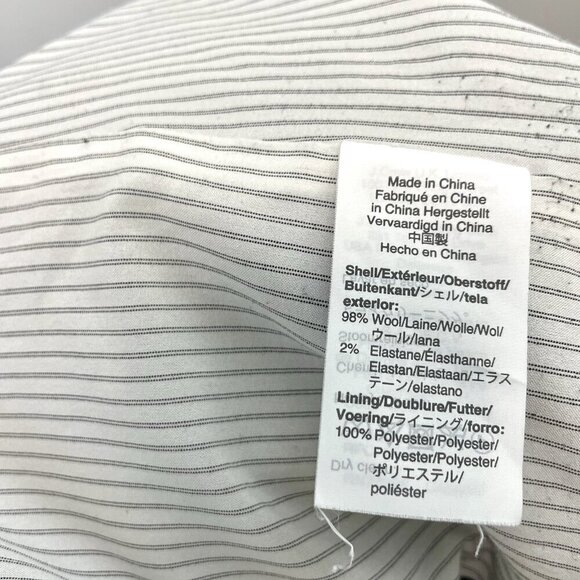 Made in China
Fabriqué en Chine
in China Hergestellt
Vervaardigd in China
中国製
Hecho en China
Shell/Extérieur/Oberstoff/
Buitenkant/シェル/tela
exterior:
98% Wool/Laine/Wolle/Wol/
ウール/lana
2% Elastane/Élasthanne/
Elastan/Elastaan/エラス
テーン/elastano
Lining/Doublure/Futter/
Voering/ライニング/forro:
100% Polyester/Polyester/
Polyester/Polyester/
ポリエステル/
poliéster
Dry cle